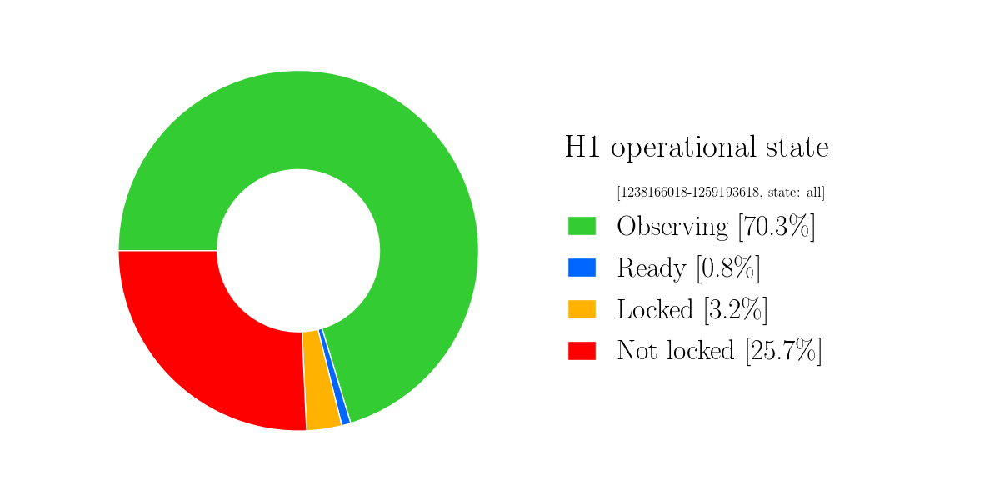 H1 operational state
[1238166018-1259193618, state: all]
Observing [70.3%]
Ready [0.8%]
Locked [3.2%]
Not locked [25.7%]